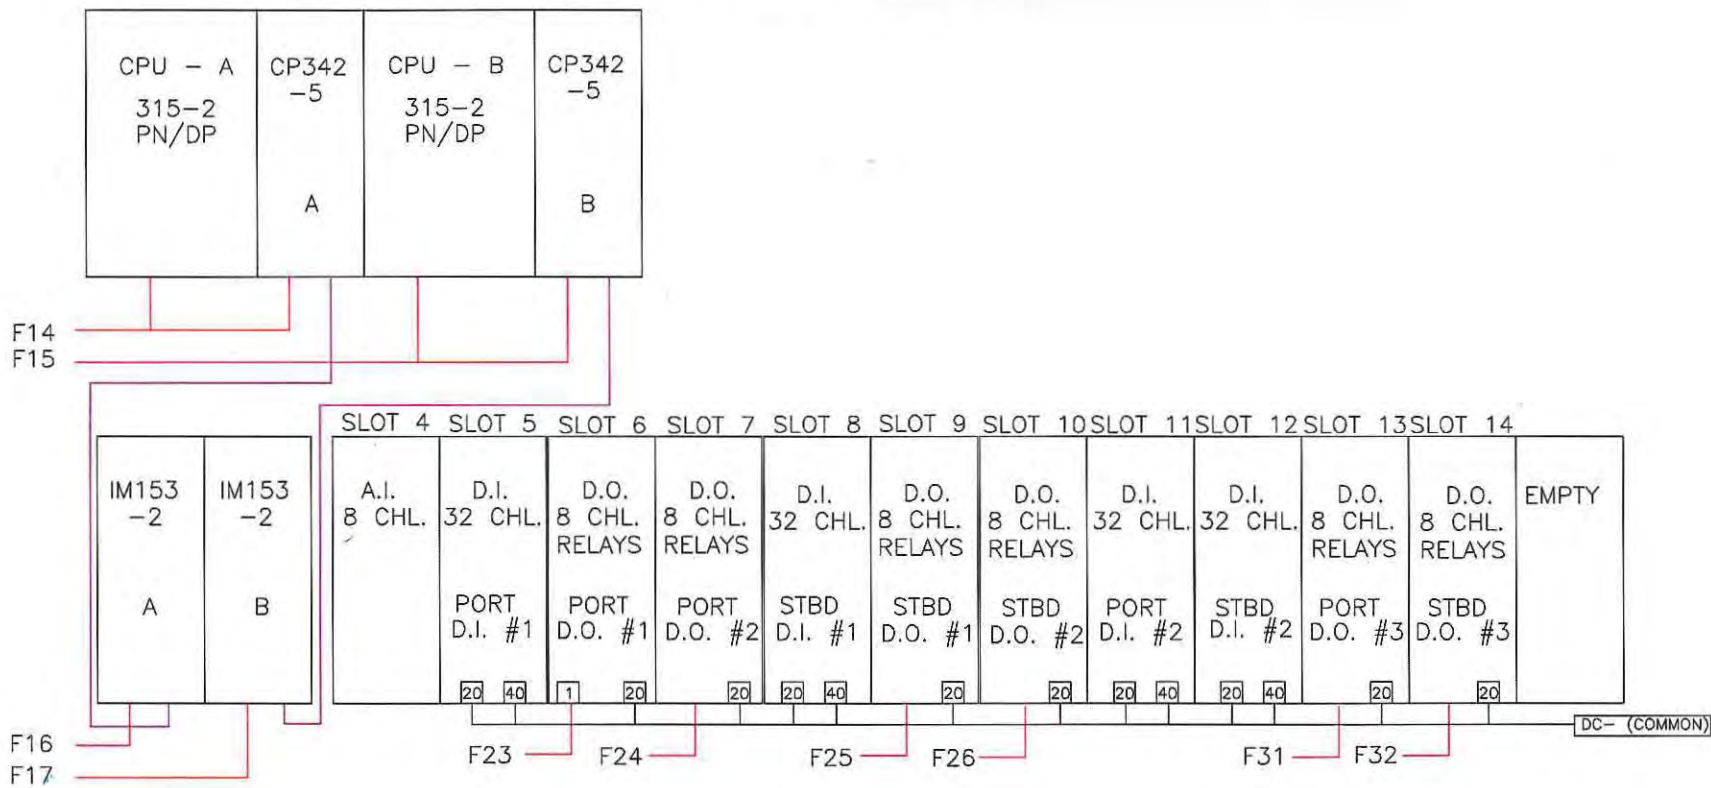 CPU - A
315-2
PN/DP
CP342
-5
A
CPU - B
315-2
PN/DP
CP342
-5
B
F14
F15
IM153
-2
A
IM153
-2
B
F16
F17
SLOT 4 SLOT 5 SLOT 6 SLOT 7 SLOT 8 SLOT 9 SLOT 10 SLOT 11 SLOT 12 SLOT 13 SLOT 14
A.I.
8 CHL.
D.I.
32 CHL.
PORT
D.I. #1
20 40
D.O.
8 CHL.
RELAYS
PORT
D.O. #1
1 20
D.O.
8 CHL.
RELAYS
PORT
D.O. #2
20
D.I.
32 CHL.
STBD
D.I. #1
20 40
D.O.
8 CHL.
RELAYS
STBD
D.O. #1
20
D.O.
8 CHL.
RELAYS
STBD
D.O. #2
20
D.I.
32 CHL.
PORT
D.I. #2
20 40
D.I.
32 CHL.
STBD
D.I. #2
20 40
D.O.
8 CHL.
RELAYS
PORT
D.O. #3
20
D.O.
8 CHL.
RELAYS
STBD
D.O. #3
20
EMPTY
DC- (COMMON)
F23 F24 F25 F26 F31 F32